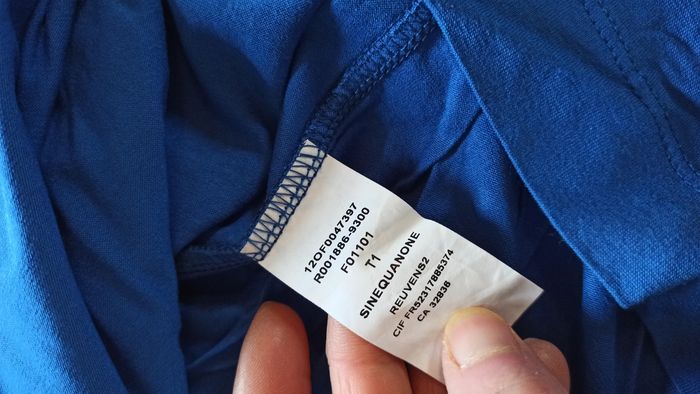 12OF0047397
R001886-9300
F01101
T1
SINEQUANONE
REUVENS2
CIF FR52317885374
CA 32836